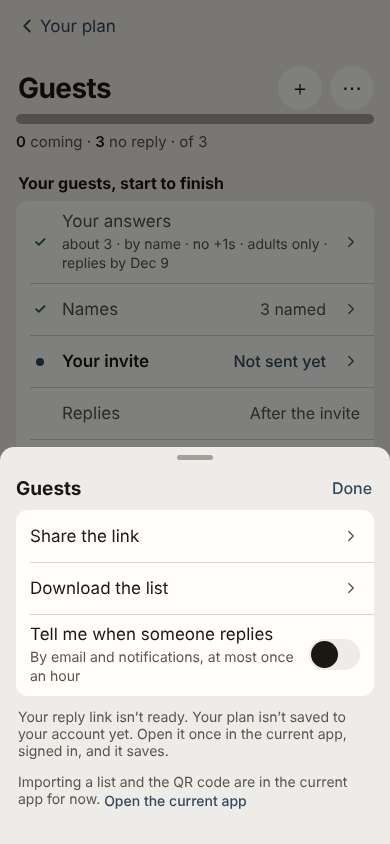 Your plan
Guests
+ ···
0 coming · 3 no reply · of 3
Your guests, start to finish
Your answers
about 3 · by name · no +1s · adults only ·
replies by Dec 9
Names 3 named
Your invite Not sent yet
Replies After the invite
Guests Done
Share the link
Download the list
Tell me when someone replies
By email and notifications, at most once
an hour
Your reply link isn’t ready. Your plan isn’t saved to
your account yet. Open it once in the current app,
signed in, and it saves.
Importing a list and the QR code are in the current
app for now. Open the current app